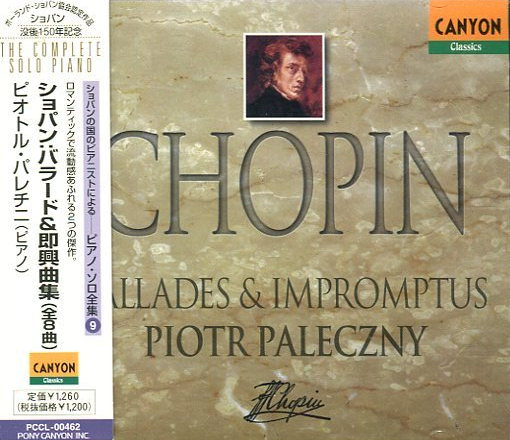 ポーランド・ショパン協会認定作品
ショパン
没後150年記念
THE COMPLETE
SOLO PIANO
ショパンの国のピアニストによる——ピアノ・ソロ全集 9
ロマンティックで流動感あふれる2つの傑作。
ショパン:バラード&即興曲集(全8曲)
ピオトル・パレチニ(ピアノ)
CANYON
Classics
定価¥1,260
(税抜価格¥1,200)
PCCL-00462
PONY CANYON INC.
CANYON
Classics
CHOPIN
ALLADES & IMPROMPTUS
PIOTR PALECZNY
FFChopin